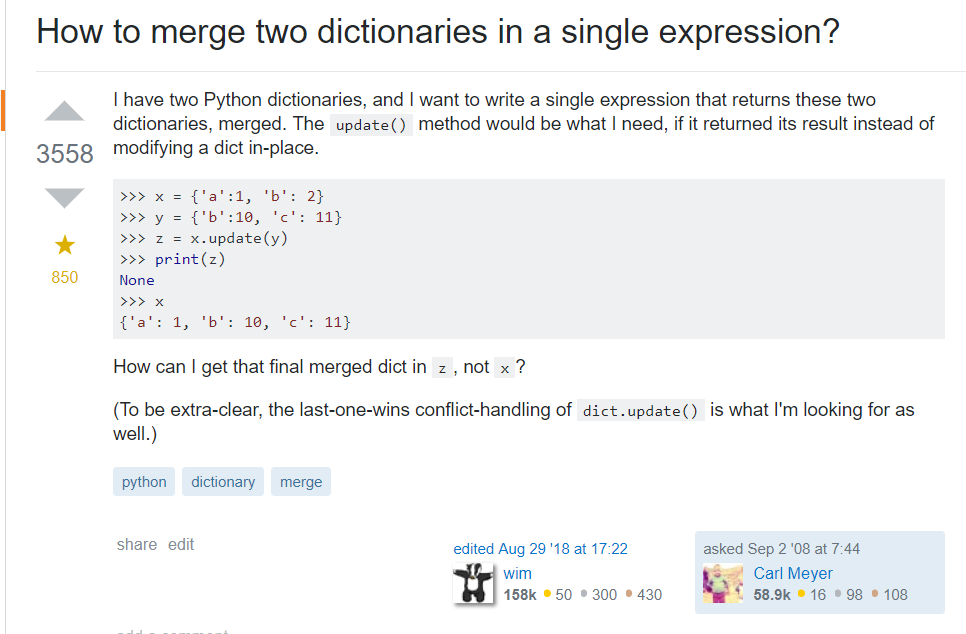 How to merge two dictionaries in a single expression?
I have two Python dictionaries, and I want to write a single expression that returns these two
dictionaries, merged. The update() method would be what I need, if it returned its result instead of
modifying a dict in-place.
3558
>>> x = {'a':1, 'b': 2}
>>> y = {'b':10, 'c': 11}
>>> z = x.update(y)
>>> print(z)
None
>>> x
{'a': 1, 'b': 10, 'c': 11}
850
How can I get that final merged dict in z, not x?
(To be extra-clear, the last-one-wins conflict-handling of dict.update() is what I'm looking for as
well.)
python dictionary merge
share edit
edited Aug 29 '18 at 17:22
wim
158k 50 300 430
asked Sep 2 '08 at 7:44
Carl Meyer
58.9k 16 98 108
add a comment